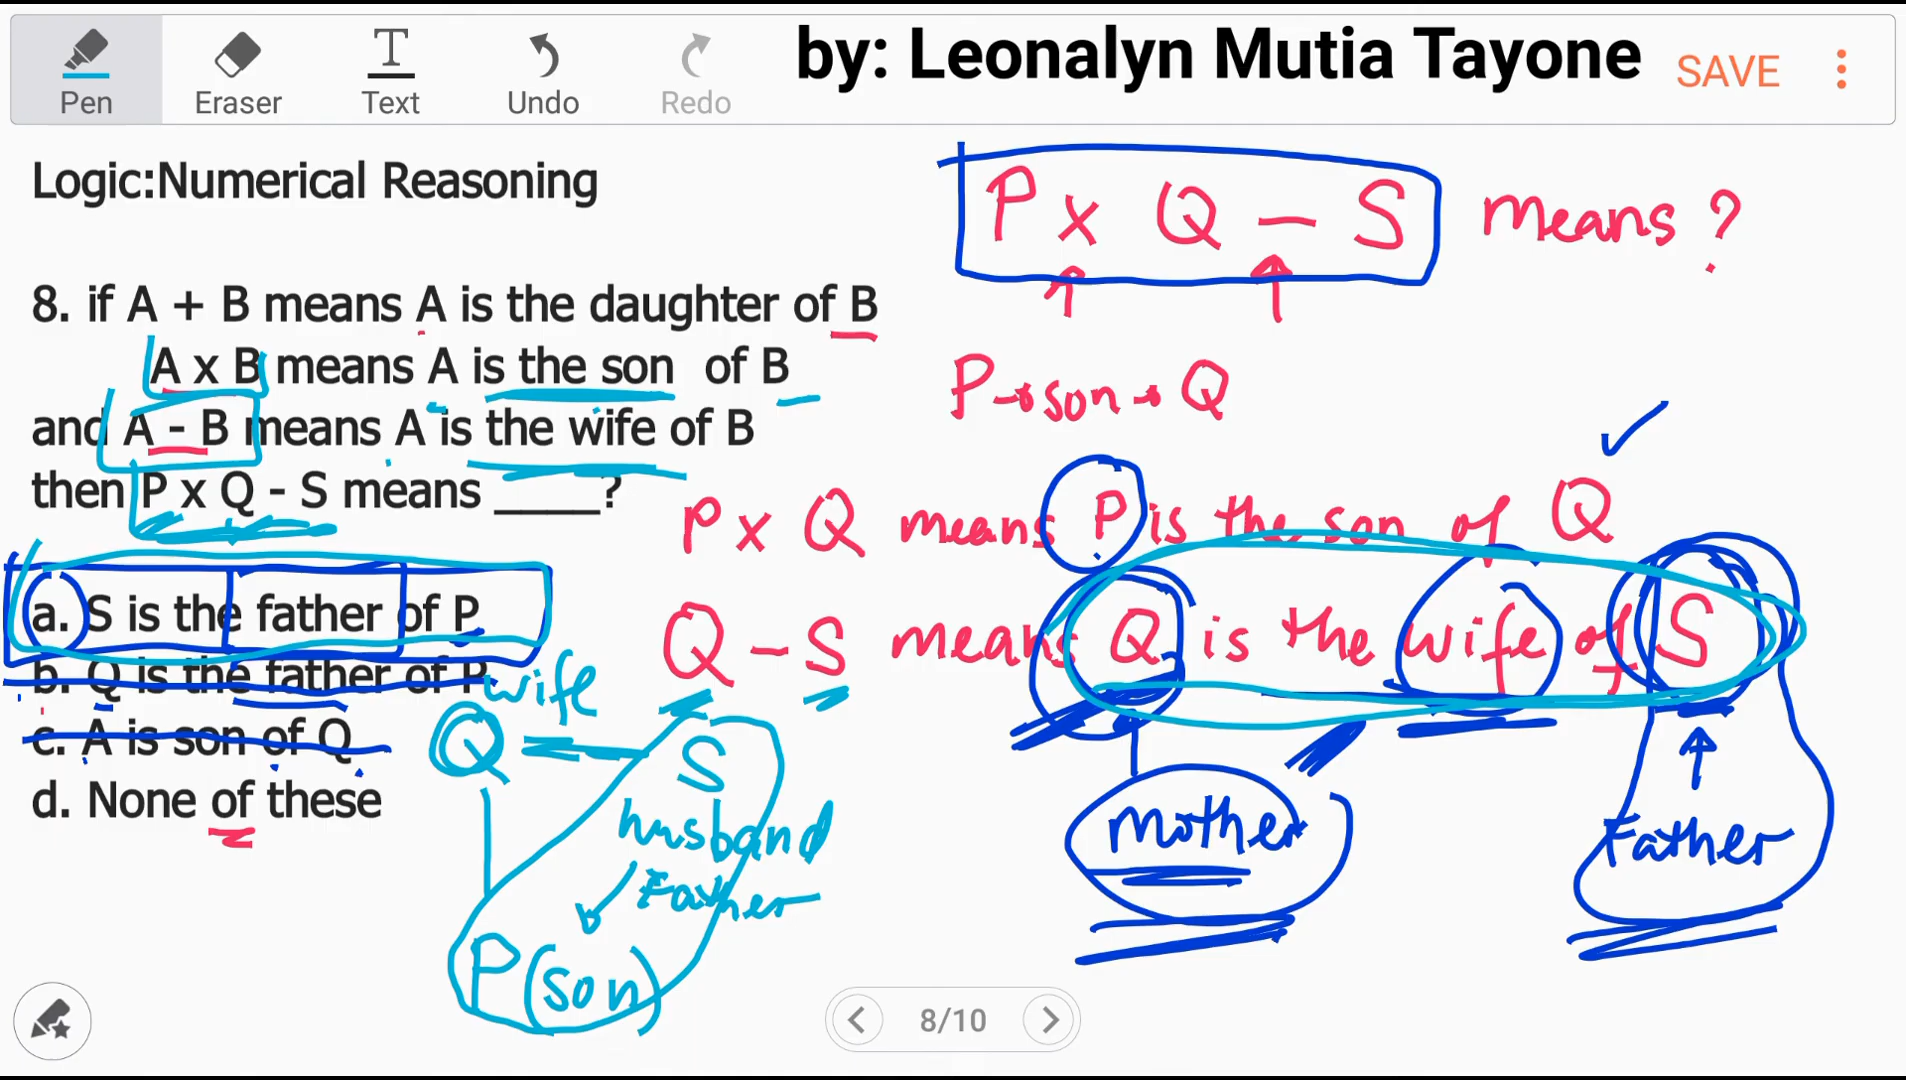 by: Leonalyn Mutia Tayone
SAVE
Pen
Eraser
Text
Undo
Redo
Logic:Numerical Reasoning
P x Q - S means ?
8. if A + B means A is the daughter of B
A x B means A is the son of B
and A - B means A is the wife of B
then P x Q - S means _____?
P → son → Q
P x Q means P is the son of Q
a. S is the father of P
Q - S means Q is the wife of S
b. Q is the father of P
wife
c. A is son of Q
Q = S
d. None of these
husband
mother
Father
Father
P (son)
8/10